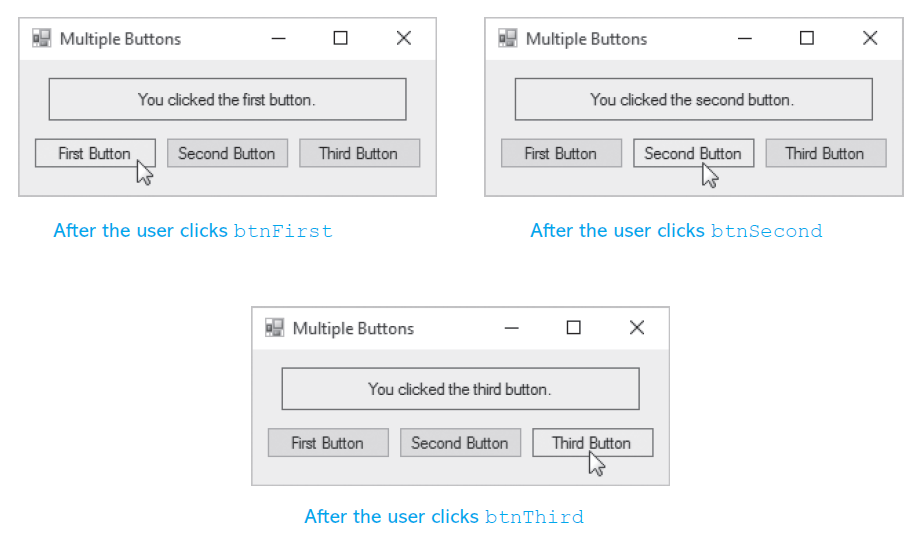 Multiple Buttons
You clicked the first button.
First Button Second Button Third Button
After the user clicks btnFirst
Multiple Buttons
You clicked the second button.
First Button Second Button Third Button
After the user clicks btnSecond
Multiple Buttons
You clicked the third button.
First Button Second Button Third Button
After the user clicks btnThird